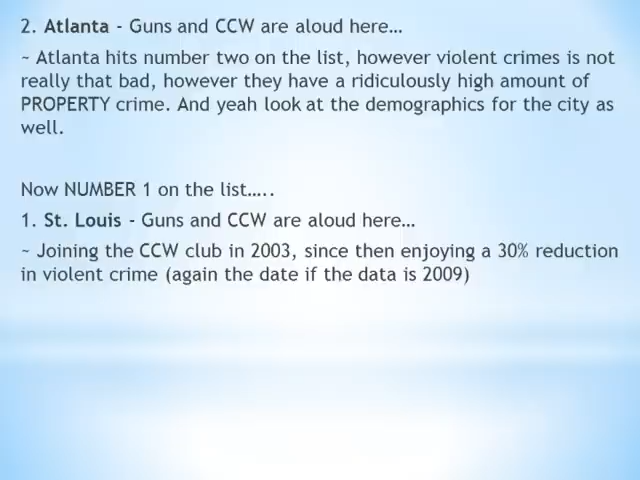 2. Atlanta - Guns and CCW are aloud here…
~ Atlanta hits number two on the list, however violent crimes is not
really that bad, however they have a ridiculously high amount of
PROPERTY crime. And yeah look at the demographics for the city as
well.
Now NUMBER 1 on the list…..
1. St. Louis - Guns and CCW are aloud here…
~ Joining the CCW club in 2003, since then enjoying a 30% reduction
in violent crime (again the date if the data is 2009)